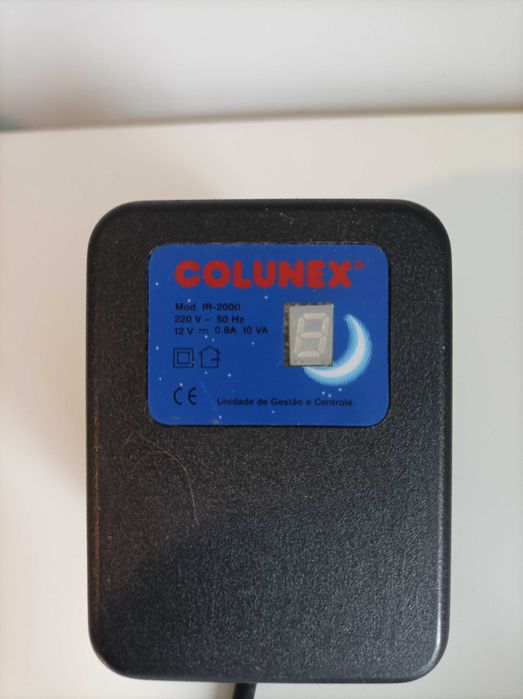 COLUNEX®
Mod. IR-2000
220 V ~ 50 Hz
12 V ⎓ 0.8A 10 VA
CE Unidade de Gestão e Controle